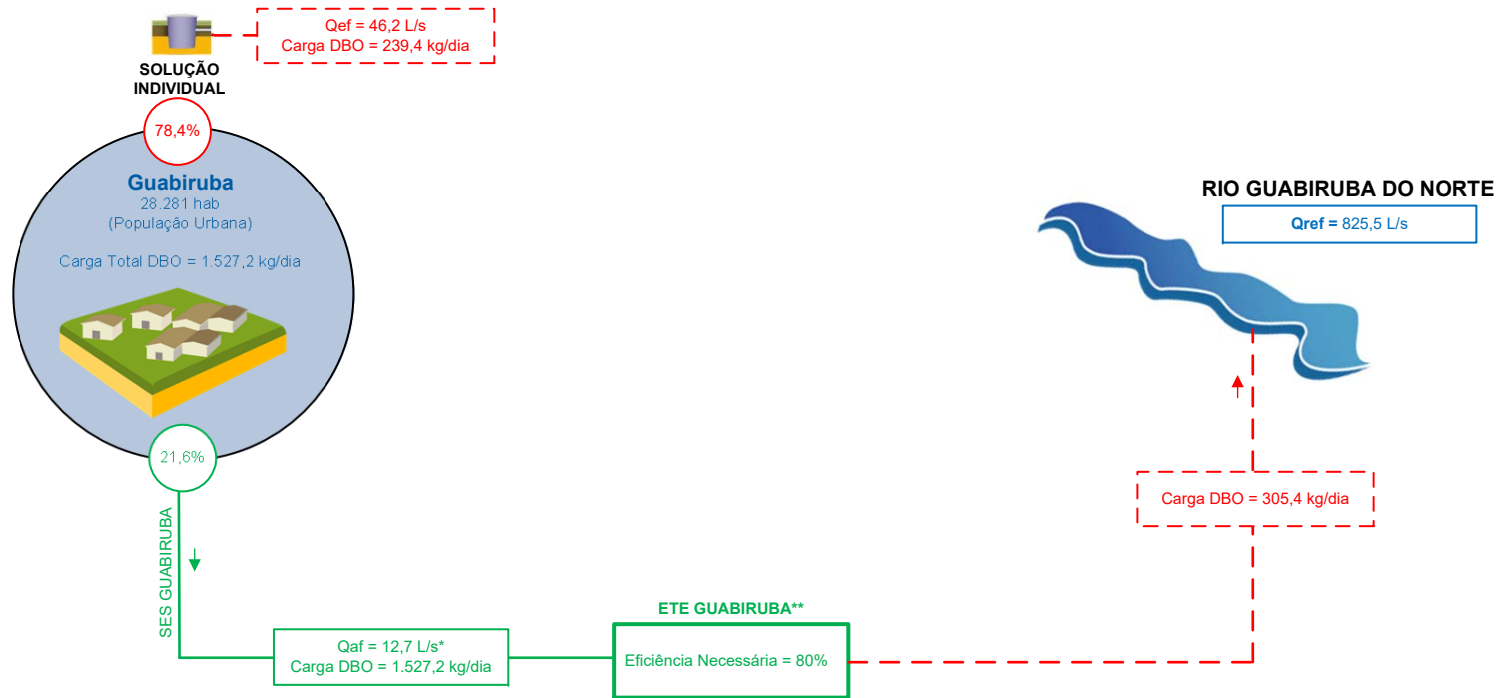 Qef = 46,2 L/s
Carga DBO = 239,4 kg/dia
SOLUÇÃO
INDIVIDUAL
78,4%
Guabiruba
28.281 hab
(População Urbana)
Carga Total DBO = 1.527,2 kg/dia
21,6%
SES GUABIRUBA
Qaf = 12,7 L/s*
Carga DBO = 1.527,2 kg/dia
ETE GUABIRUBA**
Eficiência Necessária = 80%
Carga DBO = 305,4 kg/dia
RIO GUABIRUBA DO NORTE
Qref = 825,5 L/s